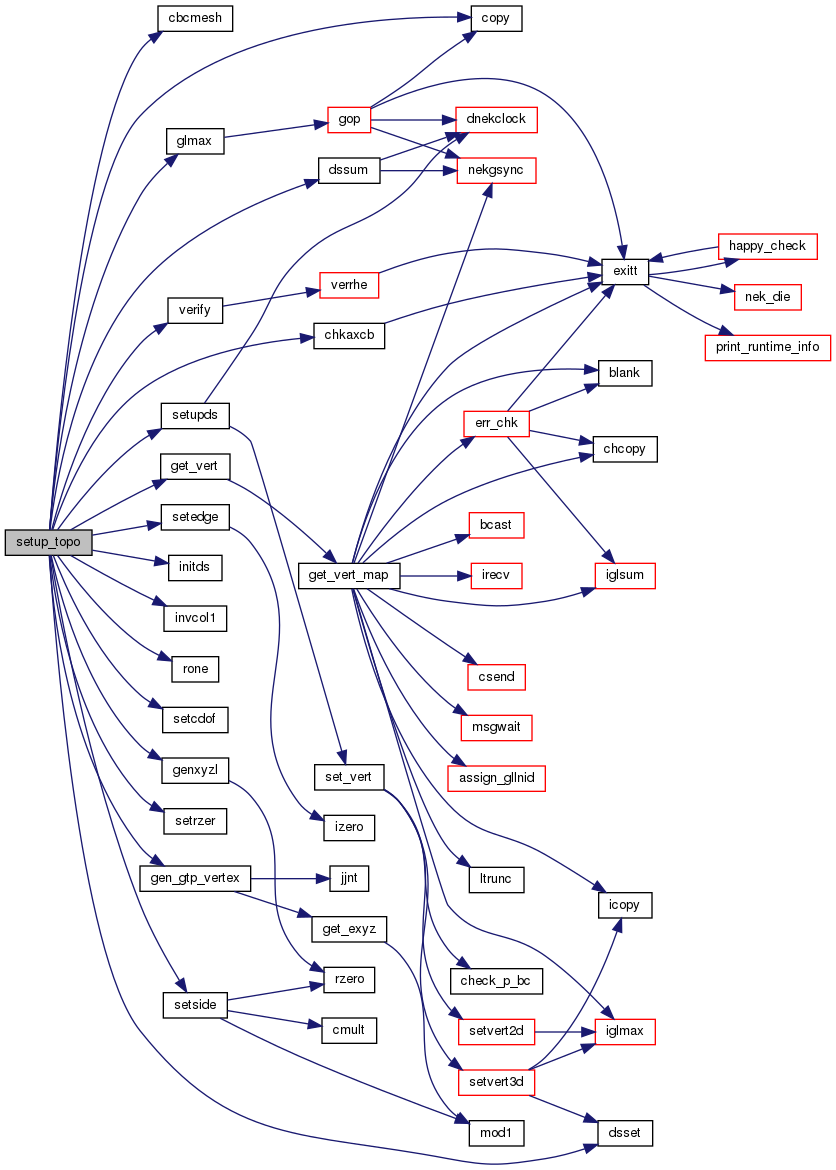 cbcmesh
copy
glmax
gop
dnekclock
dssum
nekgsync
happy_check
exitt
verrhe
nek_die
verify
chkaxcb
print_runtime_info
blank
setupds
err_chk
chcopy
get_vert
setedge
bcast
setup_topo
initds
get_vert_map
irecv
iglsum
invcol1
rone
csend
setcdof
msgwait
genxyzl
set_vert
assign_gllnid
setrzer
izero
gen_gtp_vertex
jjnt
ltrunc
icopy
get_exyz
rzero
check_p_bc
setside
cmult
setvert2d
iglmax
setvert3d
mod1
dsset